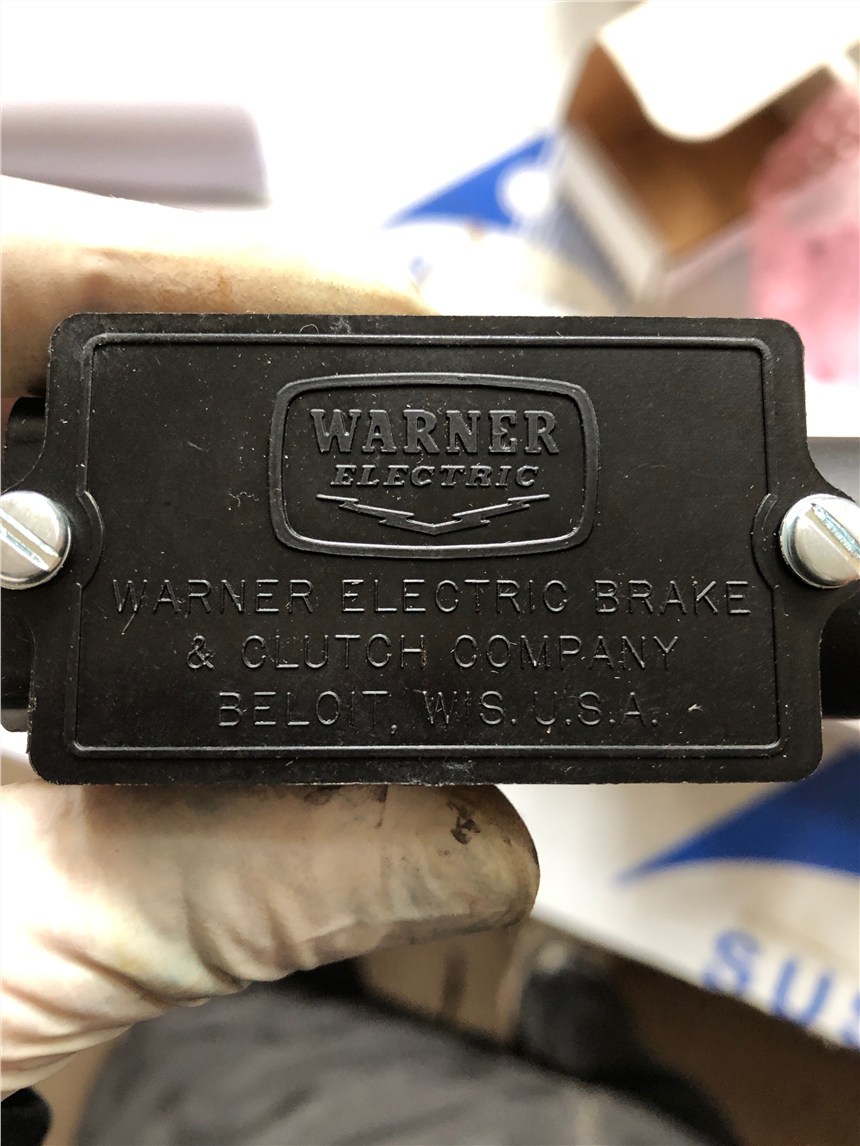 WARNER
ELECTRIC
WARNER ELECTRIC BRAKE
& CLUTCH COMPANY
BELOIT, WIS. U.S.A.